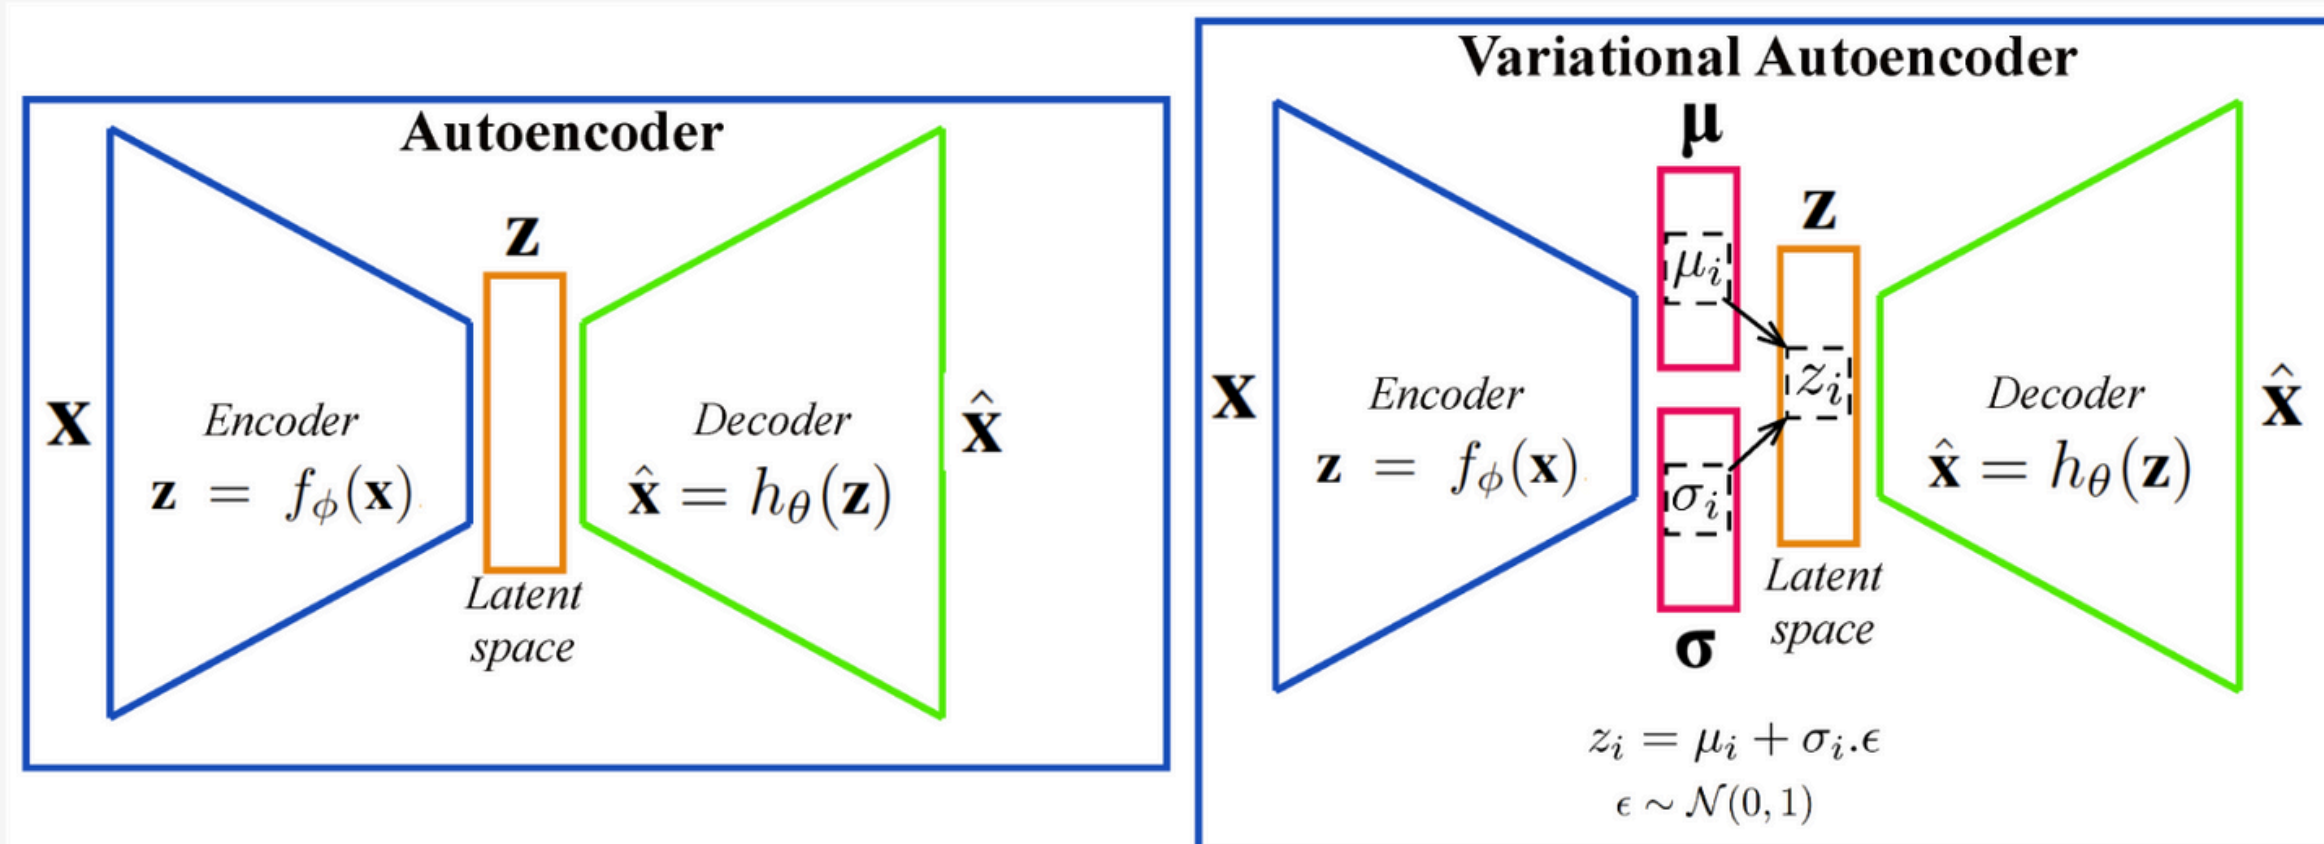 Autoencoder
x
Encoder
z = f_ϕ(x).
z
Latent
space
Decoder
x̂ = h_θ(z)
x̂
Variational Autoencoder
x
Encoder
z = f_ϕ(x).
μ
μ_i
σ_i
σ
z
z_i
Latent
space
Decoder
x̂ = h_θ(z)
x̂
z_i = μ_i + σ_i.ϵ
ϵ ∼ 𝒩(0, 1)